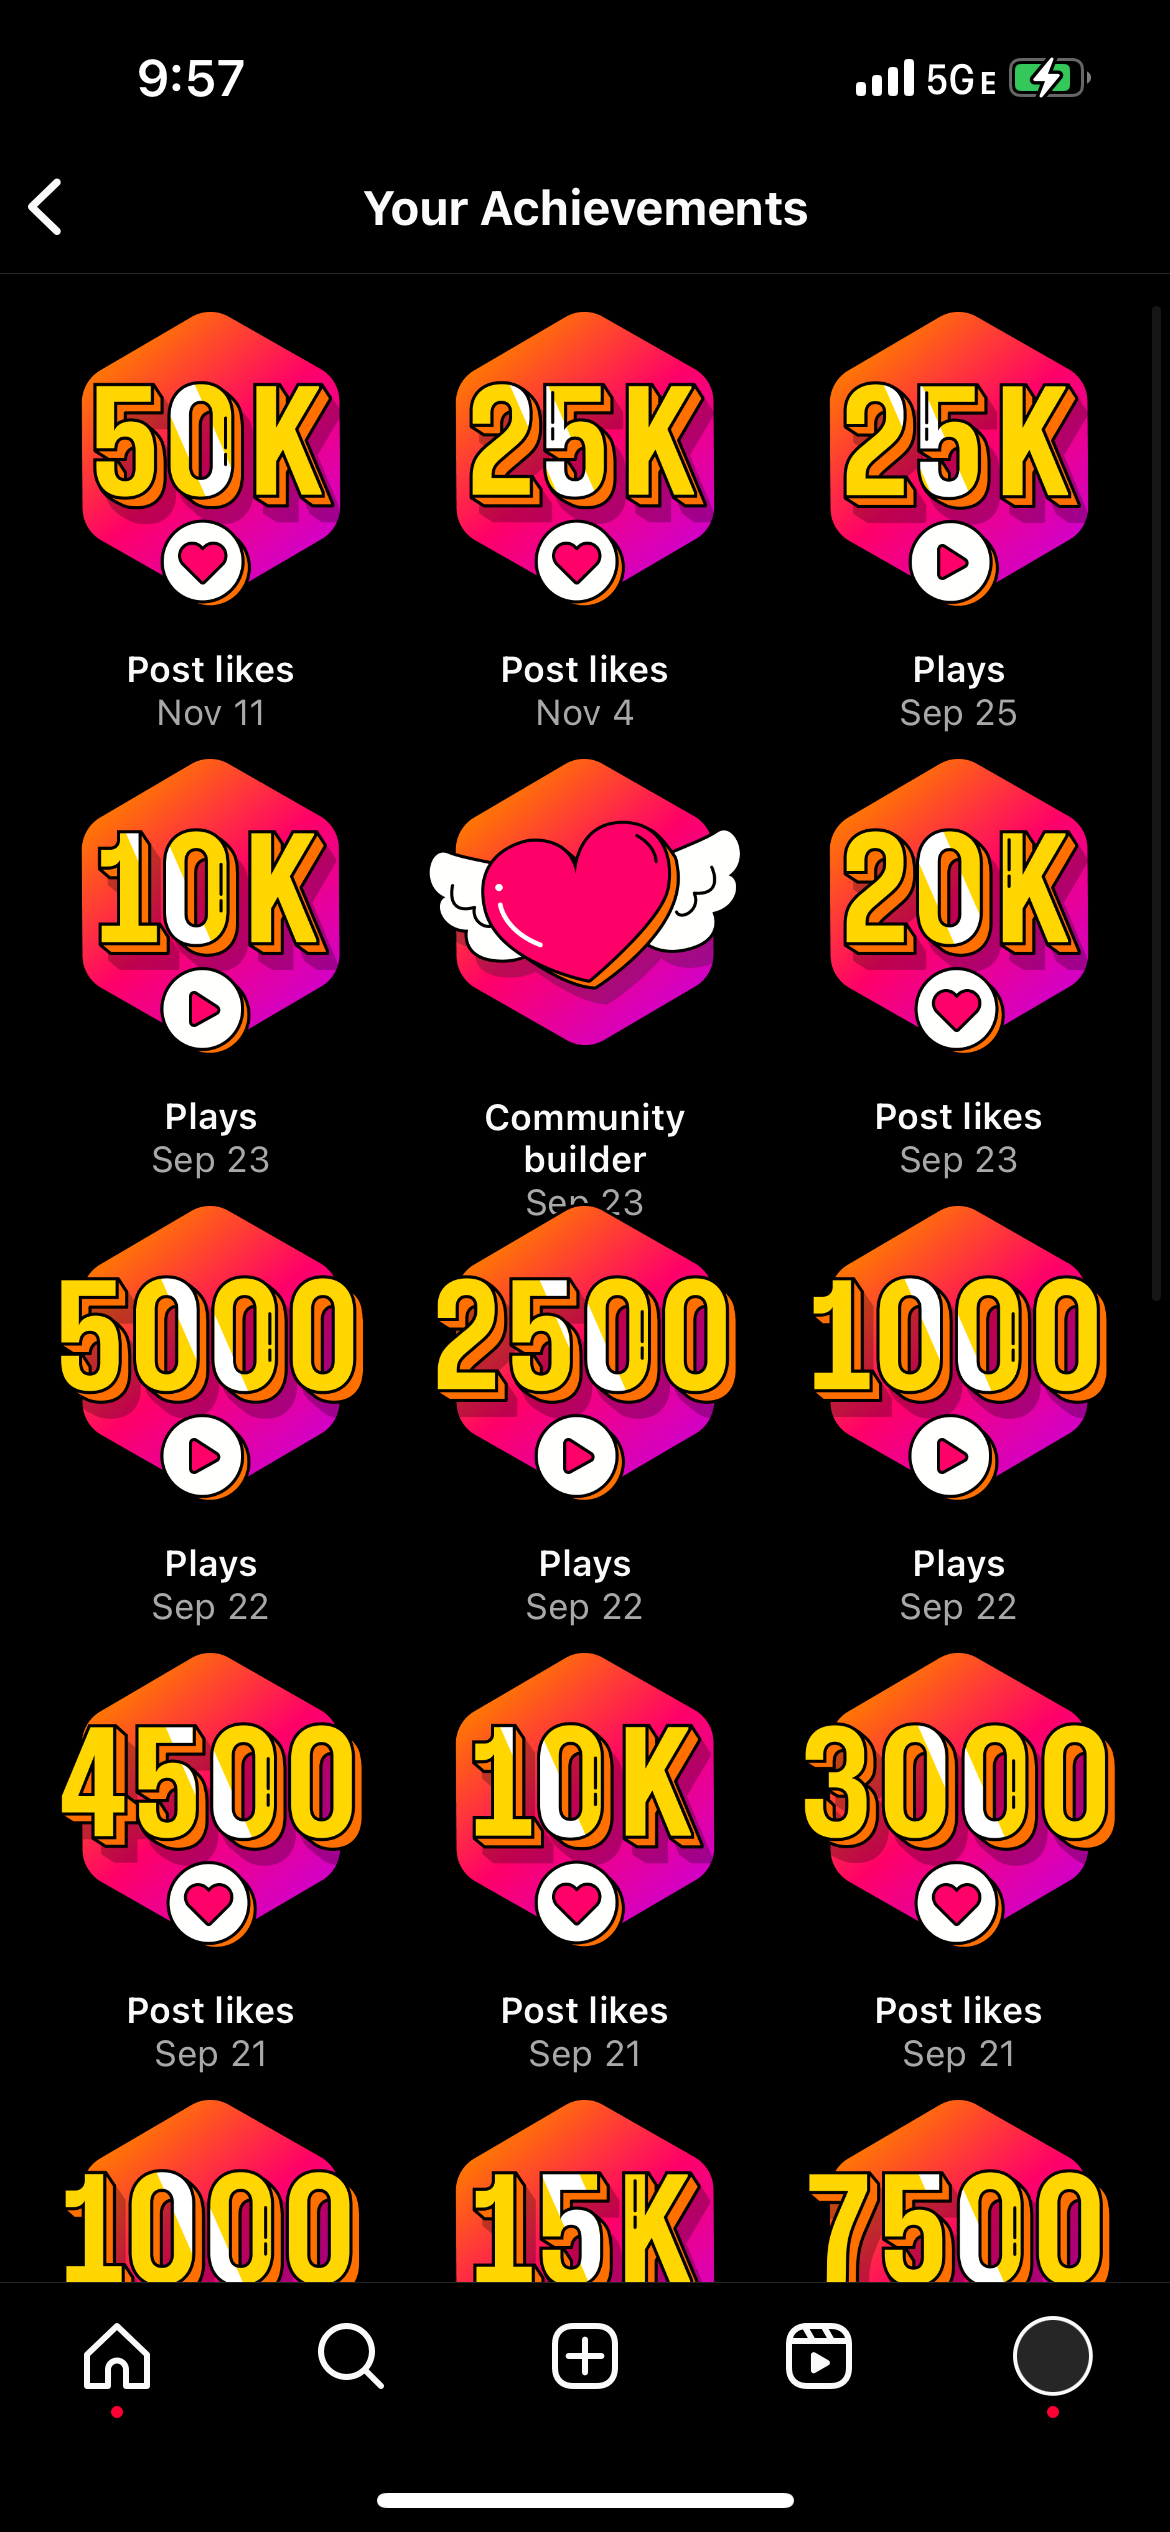 9:57
5G E
Your Achievements
50K
25K
25K
Post likes
Nov 11
Post likes
Nov 4
Plays
Sep 25
10K
20K
Plays
Sep 23
Community
builder
Sep 23
Post likes
Sep 23
5000
2500
1000
Plays
Sep 22
Plays
Sep 22
Plays
Sep 22
4500
10K
3000
Post likes
Sep 21
Post likes
Sep 21
Post likes
Sep 21
1000
15K
7500